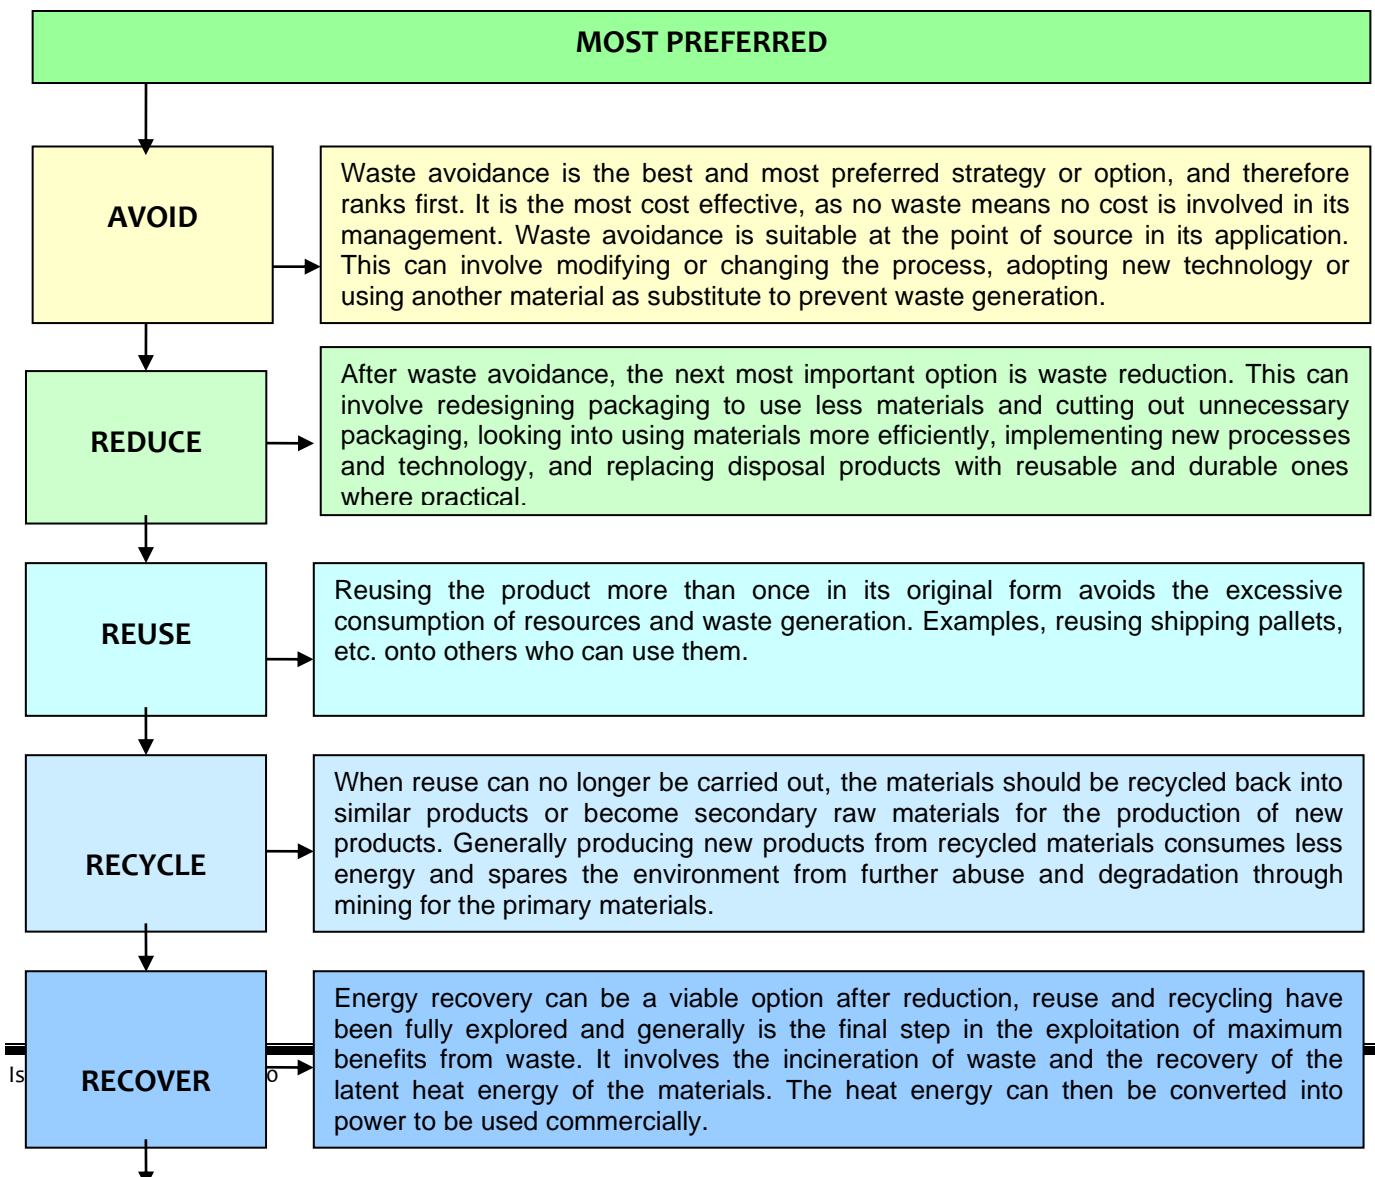 MOST PREFERRED
AVOID
Waste avoidance is the best and most preferred strategy or option, and therefore
ranks first. It is the most cost effective, as no waste means no cost is involved in its
management. Waste avoidance is suitable at the point of source in its application.
This can involve modifying or changing the process, adopting new technology or
using another material as substitute to prevent waste generation.
REDUCE
After waste avoidance, the next most important option is waste reduction. This can
involve redesigning packaging to use less materials and cutting out unnecessary
packaging, looking into using materials more efficiently, implementing new processes
and technology, and replacing disposal products with reusable and durable ones
where practical.
REUSE
Reusing the product more than once in its original form avoids the excessive
consumption of resources and waste generation. Examples, reusing shipping pallets,
etc. onto others who can use them.
RECYCLE
When reuse can no longer be carried out, the materials should be recycled back into
similar products or become secondary raw materials for the production of new
products. Generally producing new products from recycled materials consumes less
energy and spares the environment from further abuse and degradation through
mining for the primary materials.
RECOVER
Energy recovery can be a viable option after reduction, reuse and recycling have
been fully explored and generally is the final step in the exploitation of maximum
benefits from waste. It involves the incineration of waste and the recovery of the
latent heat energy of the materials. The heat energy can then be converted into
power to be used commercially.